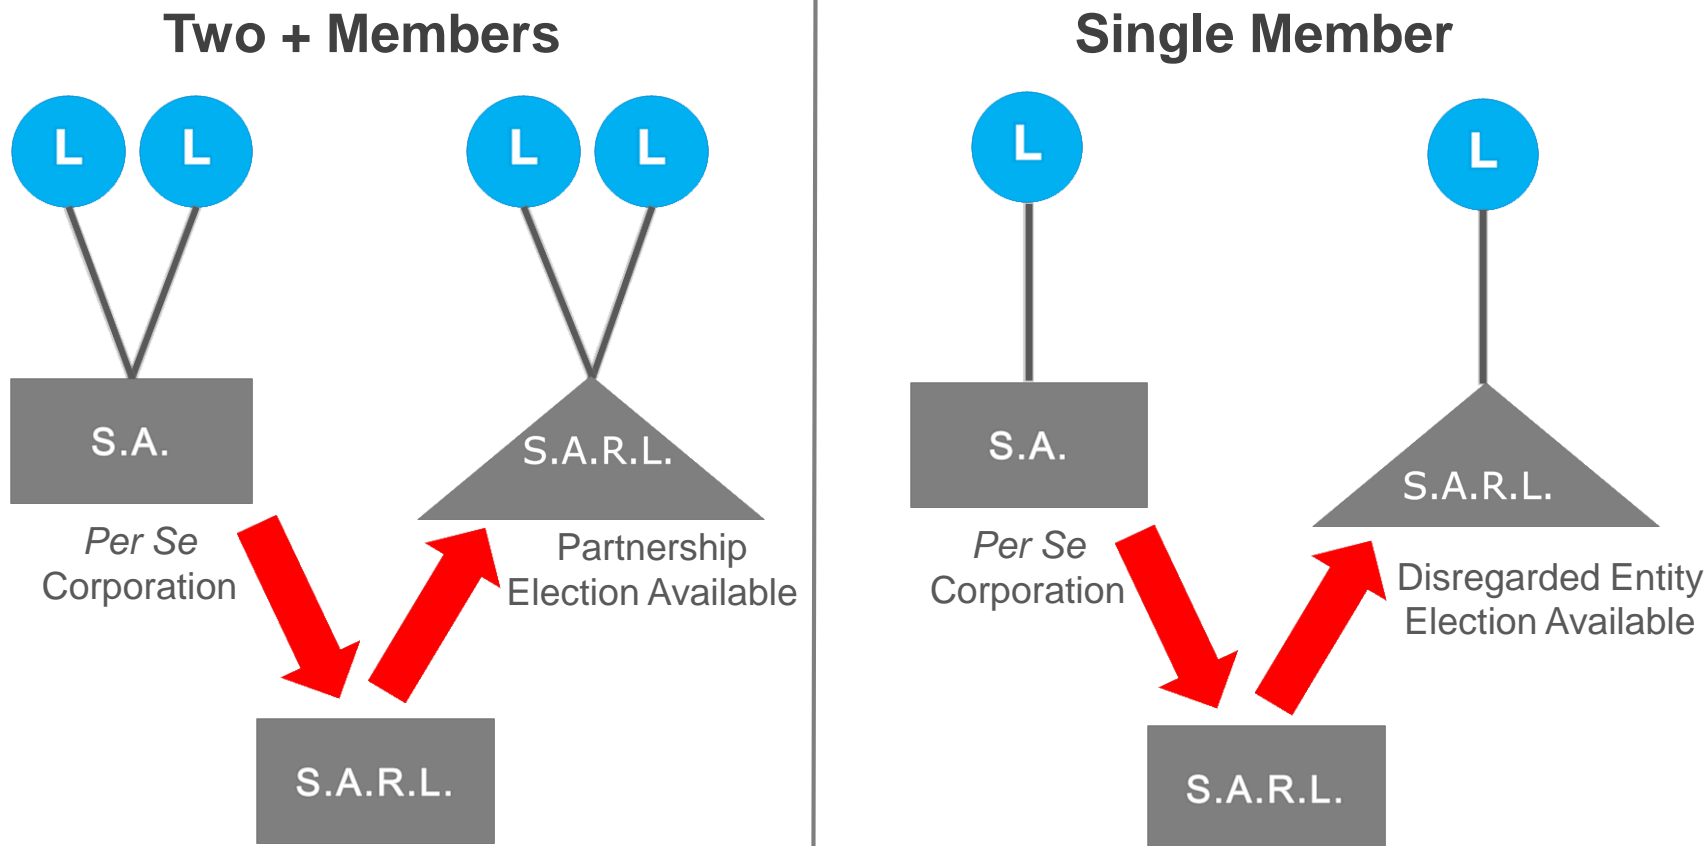 Two + Members
L
L
L
L
S.A.
S.A.R.L.
Per Se
Corporation
Partnership
Election Available
S.A.R.L.
Single Member
L
L
S.A.
S.A.R.L.
Per Se
Corporation
Disregarded Entity
Election Available
S.A.R.L.